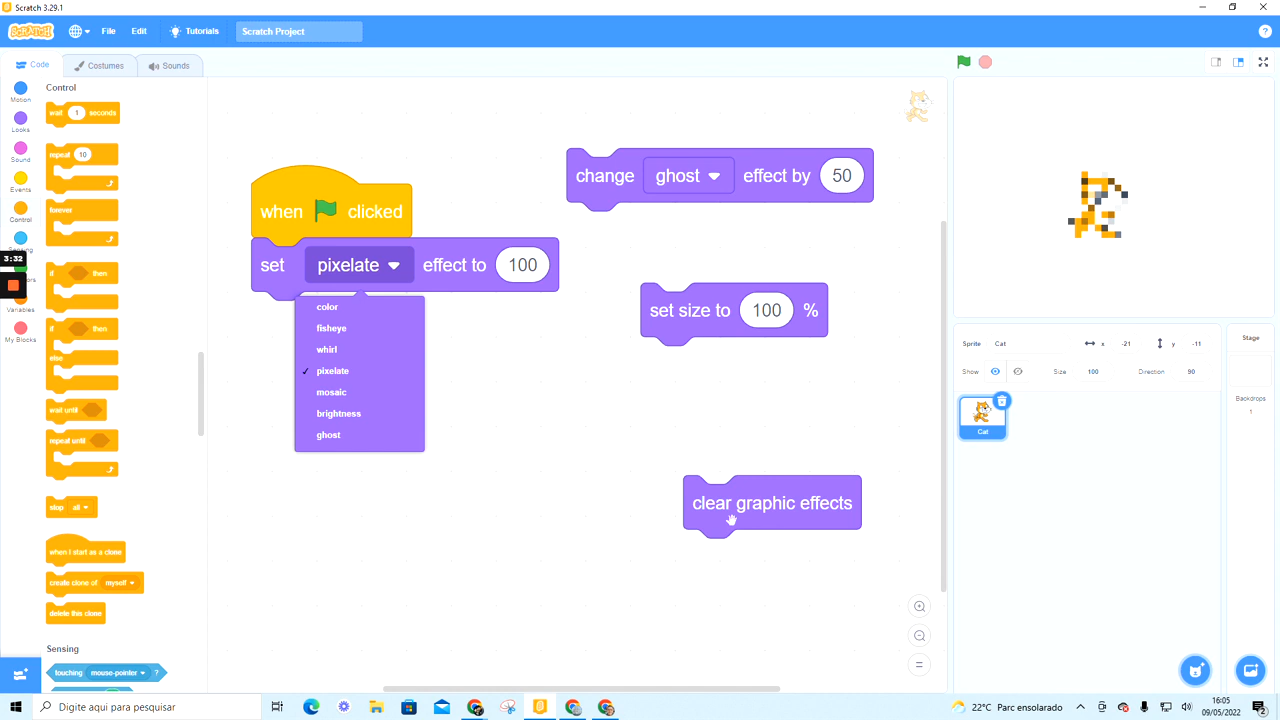 Scratch 3.29.1
SCRATCH File Edit Tutorials Scratch Project
Code Costumes Sounds
Motion
Looks
Sound
Events
Control
Sensing
Variables
My Blocks
3:32
Control
wait 1 seconds
repeat 10
forever
if then
if then
else
wait until
repeat until
stop all
when I start as a clone
create clone of myself
delete this clone
Sensing
touching mouse-pointer ?
when clicked
set pixelate effect to 100
color
fisheye
whirl
✓ pixelate
mosaic
brightness
ghost
change ghost effect by 50
set size to 100 %
clear graphic effects
Sprite Cat x -21 y -11
Show Size 100 Direction 90
Cat
Stage
Backdrops
1
Digite aqui para pesquisar
22°C Parc ensolarado
16:05
09/05/2022
2